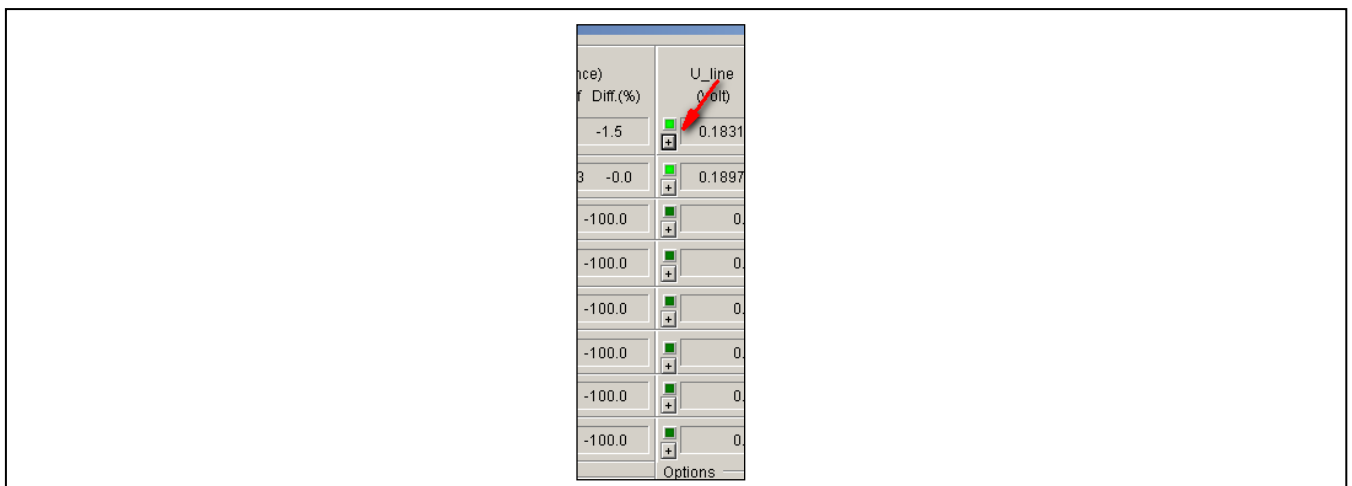 nce) U_line
f Diff.(%) (Volt)
-1.5 + 0.1831
3 -0.0 + 0.1897
-100.0 + 0.
-100.0 + 0.
-100.0 + 0.
-100.0 + 0.
-100.0 + 0.
-100.0 + 0.
Options